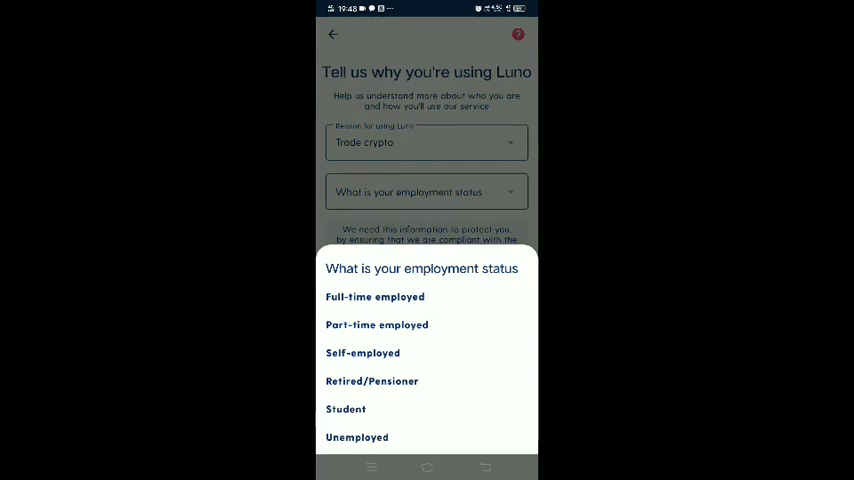 19:48
Tell us why you're using Luno
Help us understand more about who you are
and how you'll use our service
Reason for using Luno
Trade crypto
What is your employment status
We need this information to protect you,
by ensuring that we are compliant with the
What is your employment status
Full-time employed
Part-time employed
Self-employed
Retired/Pensioner
Student
Unemployed